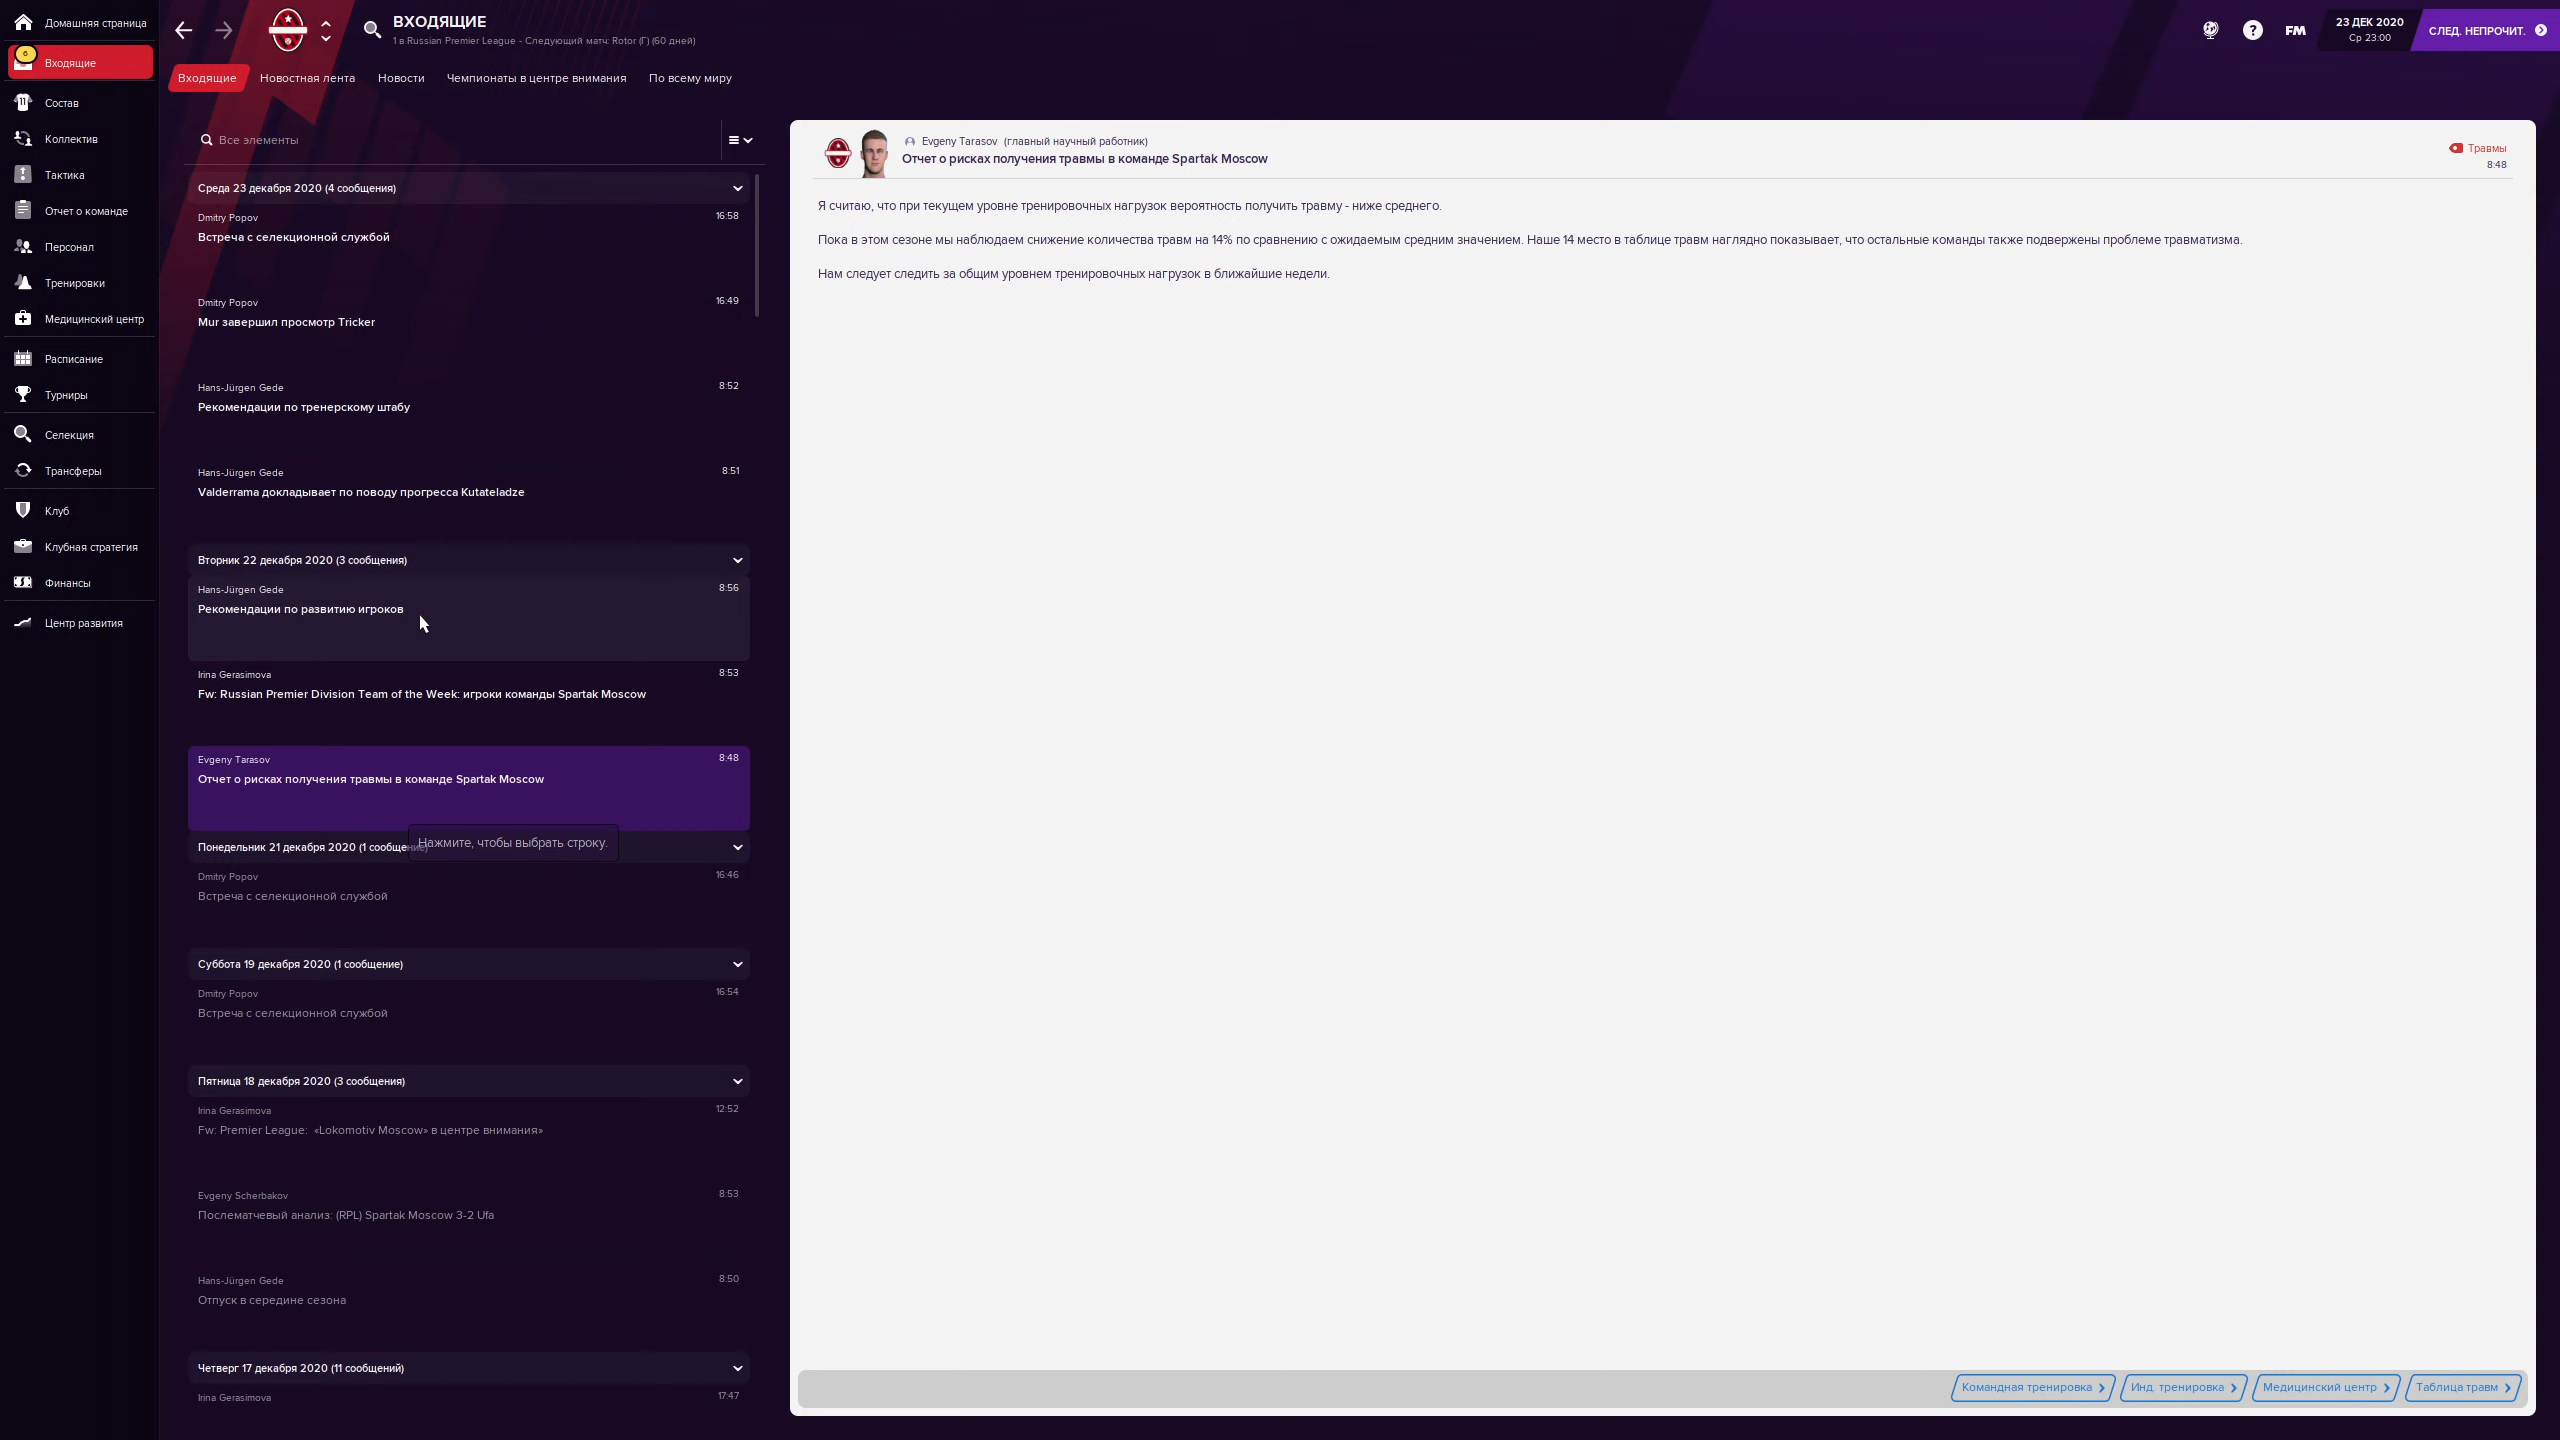 Домашняя страница
6
Входящие
Состав
Коллектив
Тактика
Отчет о команде
Персонал
Тренировки
Медицинский центр
Расписание
Турниры
Селекция
Трансферы
Клуб
Клубная стратегия
Финансы
Центр развития
ВХОДЯЩИЕ
1 в Russian Premier League - Следующий матч: Rotor (Г) (60 дней)
FM
23 ДЕК 2020
Ср 23:00
СЛЕД. НЕПРОЧИТ.
Входящие Новостная лента Новости Чемпионаты в центре внимания По всему миру
Все элементы
Среда 23 декабря 2020 (4 сообщения)
Dmitry Popov 16:58
Встреча с селекционной службой
Dmitry Popov 16:49
Mur завершил просмотр Tricker
Hans-Jürgen Gede 8:52
Рекомендации по тренерскому штабу
Hans-Jürgen Gede 8:51
Valderrama докладывает по поводу прогресса Kutateladze
Вторник 22 декабря 2020 (3 сообщения)
Hans-Jürgen Gede 8:56
Рекомендации по развитию игроков
Irina Gerasimova 8:53
Fw: Russian Premier Division Team of the Week: игроки команды Spartak Moscow
Evgeny Tarasov 8:48
Отчет о рисках получения травмы в команде Spartak Moscow
Нажмите, чтобы выбрать строку.
Понедельник 21 декабря 2020 (1 сообщение)
Dmitry Popov 16:46
Встреча с селекционной службой
Суббота 19 декабря 2020 (1 сообщение)
Dmitry Popov 16:54
Встреча с селекционной службой
Пятница 18 декабря 2020 (3 сообщения)
Irina Gerasimova 12:52
Fw: Premier League: «Lokomotiv Moscow» в центре внимания»
Evgeny Scherbakov 8:53
Послематчевый анализ: (RPL) Spartak Moscow 3-2 Ufa
Hans-Jürgen Gede 8:50
Отпуск в середине сезона
Четверг 17 декабря 2020 (11 сообщений)
Irina Gerasimova 17:47
Evgeny Tarasov (главный научный работник)
Отчет о рисках получения травмы в команде Spartak Moscow
Травмы
8:48
Я считаю, что при текущем уровне тренировочных нагрузок вероятность получить травму - ниже среднего.
Пока в этом сезоне мы наблюдаем снижение количества травм на 14% по сравнению с ожидаемым средним значением. Наше 14 место в таблице травм наглядно показывает, что остальные команды также подвержены проблеме травматизма.
Нам следует следить за общим уровнем тренировочных нагрузок в ближайшие недели.
Командная тренировка Инд. тренировка Медицинский центр Таблица травм